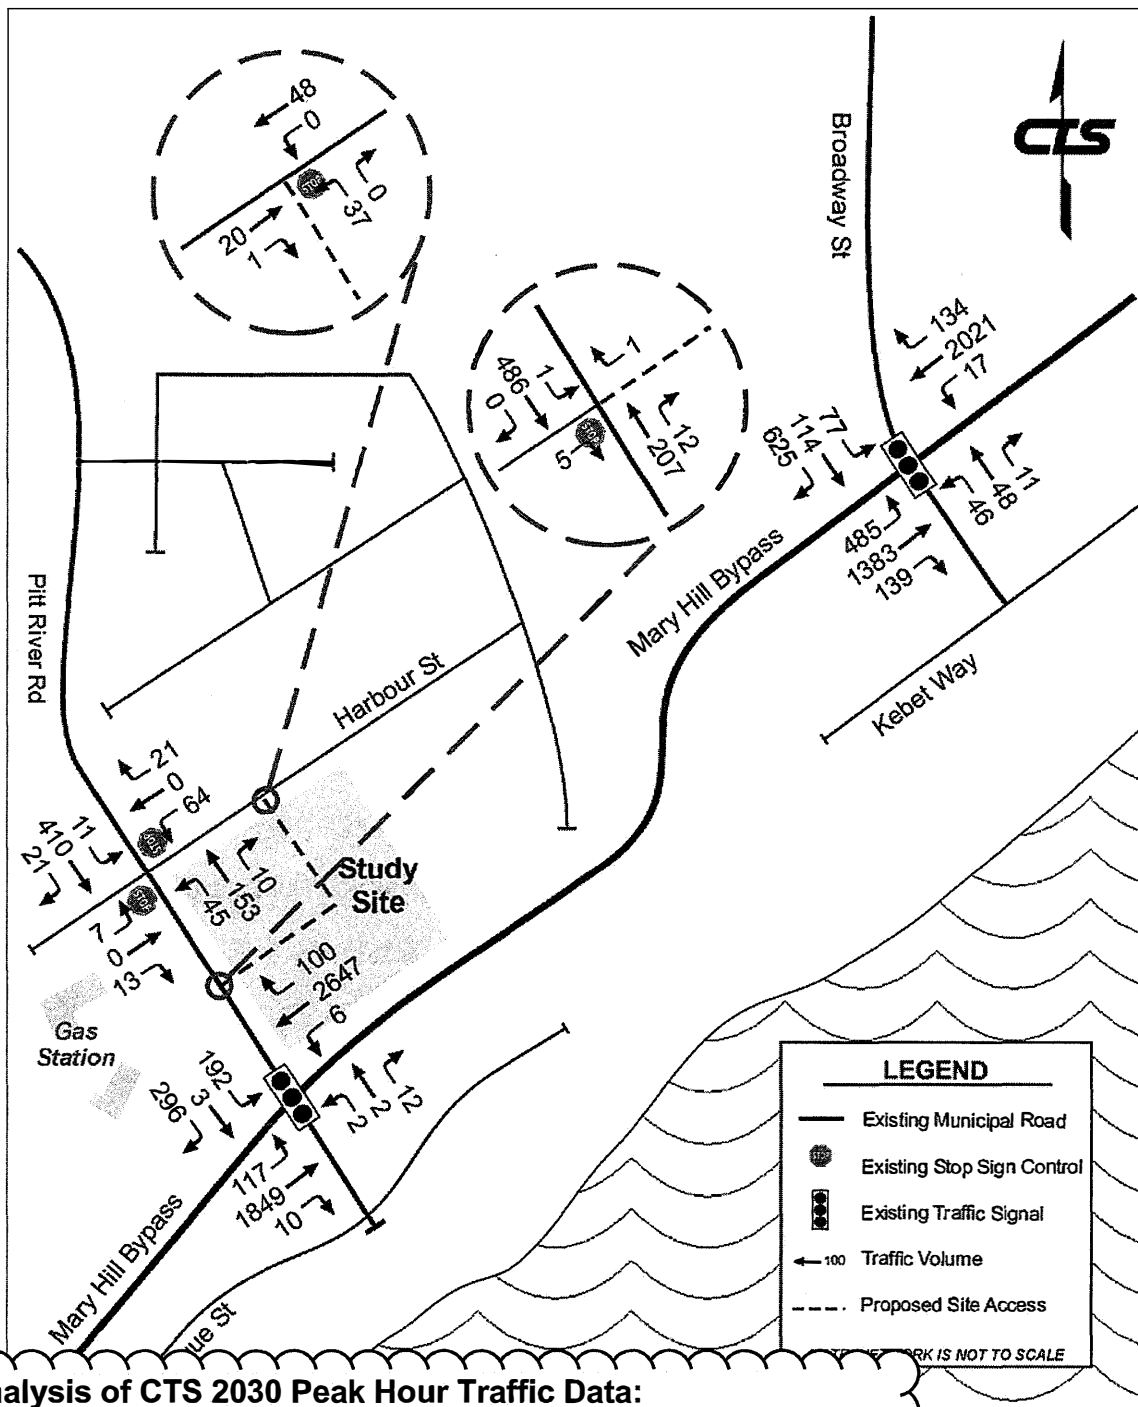 48
0
0
37
20
1
CTS
Broadway St
134
2021
17
1
1
486
0
12
207
5
77
114
625
11
48
46
485
1383
139
Mary Hill Bypass
Kebet Way
Pitt River Rd
Harbour St
21
0
64
11
410
21
10
153
45
7
0
13
Study
Site
100
2647
6
Gas
Station
192
3
296
12
2
2
117
1849
10
Mary Hill Bypass
ue St
LEGEND
Existing Municipal Road
STOP
Existing Stop Sign Control
Existing Traffic Signal
100 Traffic Volume
Proposed Site Access
RK IS NOT TO SCALE
alysis of CTS 2030 Peak Hour Traffic Data: